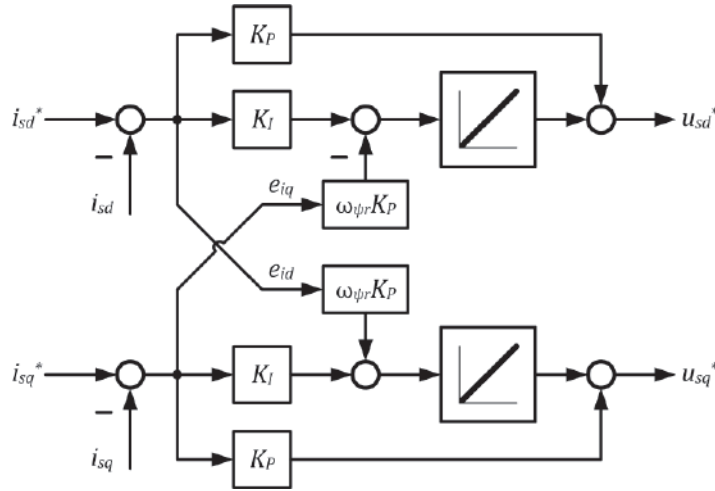 K_P
i_sd* K_I u_sd*
−
−
i_sd e_iq ω_ψr K_P
e_id ω_ψr K_P
i_sq* K_I u_sq*
−
i_sq K_P